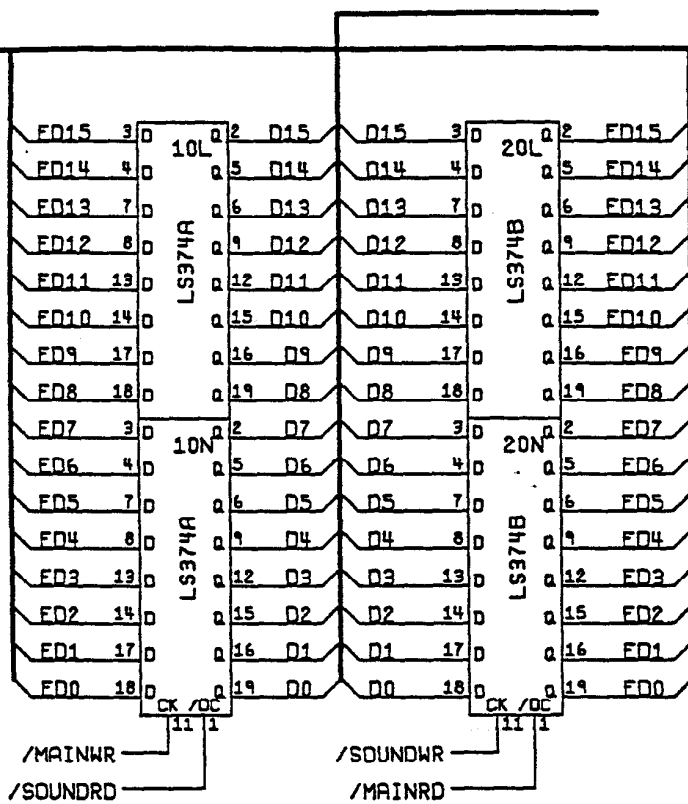 FD15 3 D Q 2 D15 D15 3 D Q 2 FD15
10L 20L
FD14 4 D Q 5 D14 D14 4 D Q 5 FD14
FD13 7 D Q 6 D13 D13 7 D Q 6 FD13
FD12 8 D Q 9 D12 D12 8 D Q 9 FD12
LS374A LS374B
FD11 13 D Q 12 D11 D11 13 D Q 12 FD11
FD10 14 D Q 15 D10 D10 14 D Q 15 FD10
FD9 17 D Q 16 D9 D9 17 D Q 16 FD9
FD8 18 D Q 19 D8 D8 18 D Q 19 FD8
FD7 3 D Q 2 D7 D7 3 D Q 2 FD7
10N 20N
FD6 4 D Q 5 D6 D6 4 D Q 5 FD6
FD5 7 D Q 6 D5 D5 7 D Q 6 FD5
FD4 8 D Q 9 D4 D4 8 D Q 9 FD4
LS374A LS374B
FD3 13 D Q 12 D3 D3 13 D Q 12 FD3
FD2 14 D Q 15 D2 D2 14 D Q 15 FD2
FD1 17 D Q 16 D1 D1 17 D Q 16 FD1
FD0 18 D Q 19 D0 D0 18 D Q 19 FD0
CK /OC CK /OC
11 1 11 1
/MAINWR /SOUNDWR
/SOUNDRD /MAINRD